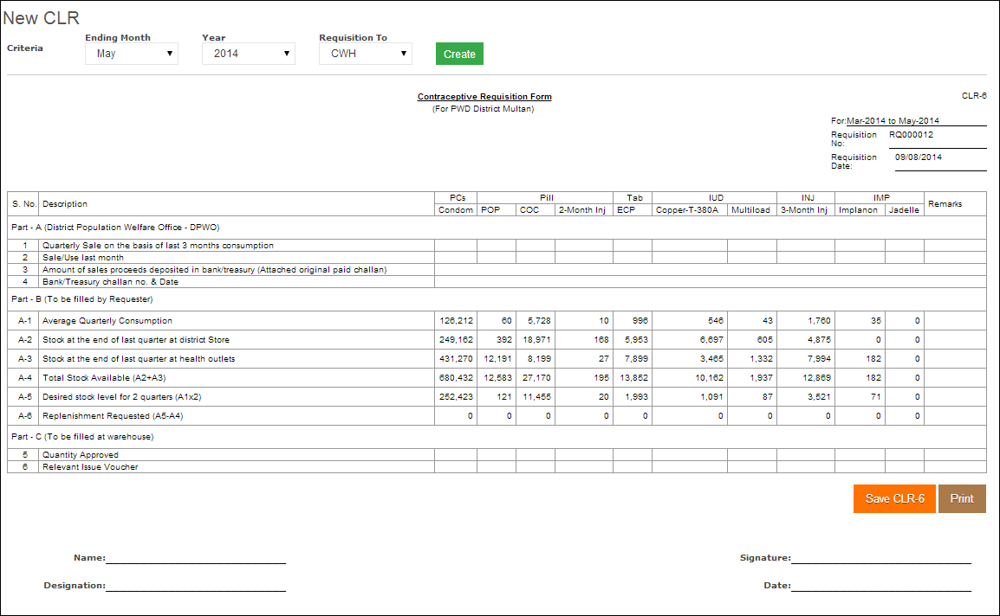 New CLR
Criteria
Ending Month Year Requisition To
May 2014 CWH Create
Contraceptive Requisition Form CLR-6
(For PWD District Multan)
For:Mar-2014 to May-2014
Requisition No: RQ000012
Requisition Date: 09/08/2014
S. No. Description PCs Pill Tab IUD INJ IMP Remarks
Condom POP COC 2-Month Inj ECP Copper-T-380A Multiload 3-Month Inj Implanon Jadelle
Part - A (District Population Welfare Office - DPWO)
1 Quarterly Sale on the basis of last 3 months consumption
2 Sale/Use last month
3 Amount of sales proceeds deposited in bank/treasury (Attached original paid challan)
4 Bank/Treasury challan no. & Date
Part - B (To be filled by Requester)
A-1 Average Quarterly Consumption 126,212 60 5,728 10 996 546 43 1,760 35 0
A-2 Stock at the end of last quarter at district Store 249,162 392 18,971 168 5,953 6,697 605 4,875 0 0
A-3 Stock at the end of last quarter at health outlets 431,270 12,191 8,199 27 7,899 3,465 1,332 7,994 182 0
A-4 Total Stock Available (A2+A3) 680,432 12,583 27,170 195 13,852 10,162 1,937 12,869 182 0
A-5 Desired stock level for 2 quarters (A1x2) 252,423 121 11,455 20 1,993 1,091 87 3,521 71 0
A-6 Replenishment Requested (A5-A4) 0 0 0 0 0 0 0 0 0 0
Part - C (To be filled at warehouse)
5 Quantity Approved
6 Relevant Issue Voucher
Save CLR-6 Print
Name: Signature:
Designation: Date: